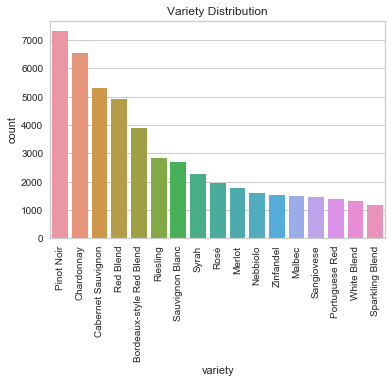 Variety Distribution
7000
6000
5000
4000
3000
2000
1000
0
count
Pinot Noir
Chardonnay
Cabernet Sauvignon
Red Blend
Bordeaux-style Red Blend
Riesling
Sauvignon Blanc
Syrah
Rosé
Merlot
Nebbiolo
Zinfandel
Malbec
Sangiovese
Portuguese Red
White Blend
Sparkling Blend
variety